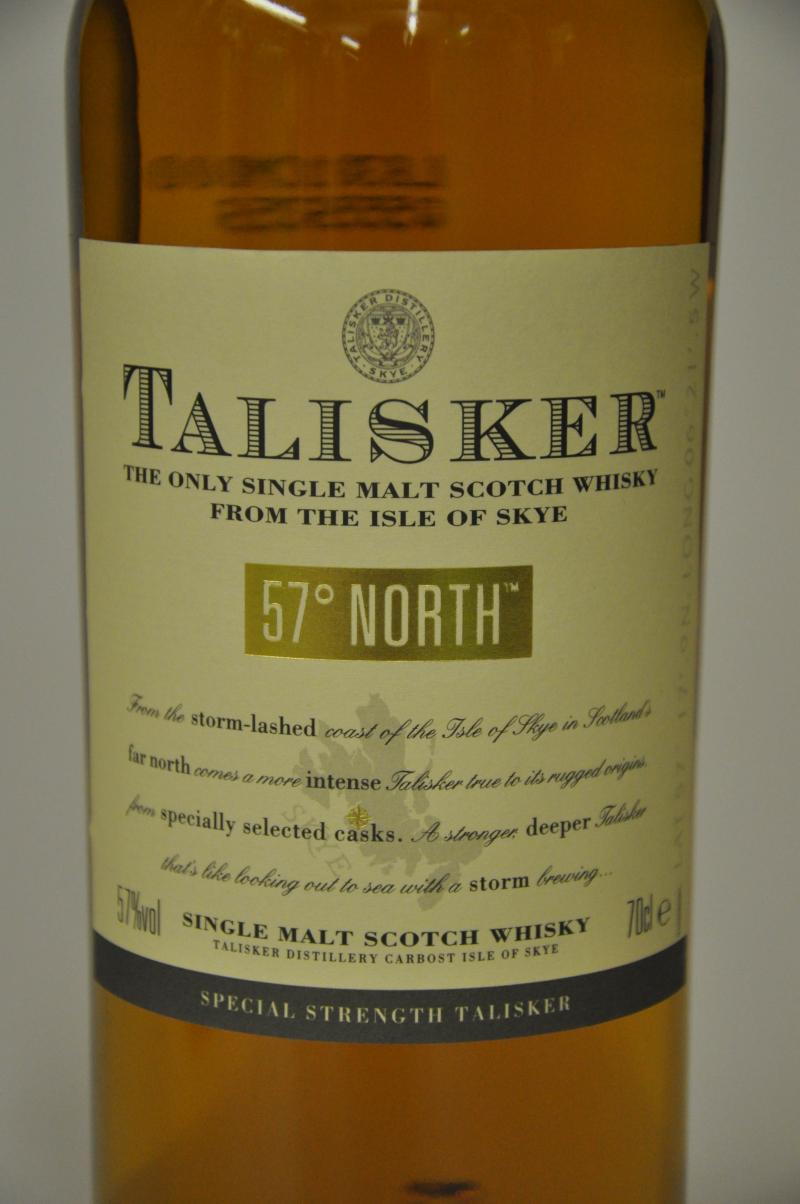 TALISKER DISTILLERY
· SKYE ·
TALISKER™
THE ONLY SINGLE MALT SCOTCH WHISKY
FROM THE ISLE OF SKYE
57° NORTH™
From the storm-lashed coast of the Isle of Skye in Scotland's
far north comes a more intense Talisker true to its rugged origins.
from specially selected casks. A stronger, deeper Talisker
that's like looking out to sea with a storm brewing...
SKYE
57%vol
70cl e
SINGLE MALT SCOTCH WHISKY
TALISKER DISTILLERY CARBOST ISLE OF SKYE
SPECIAL STRENGTH TALISKER